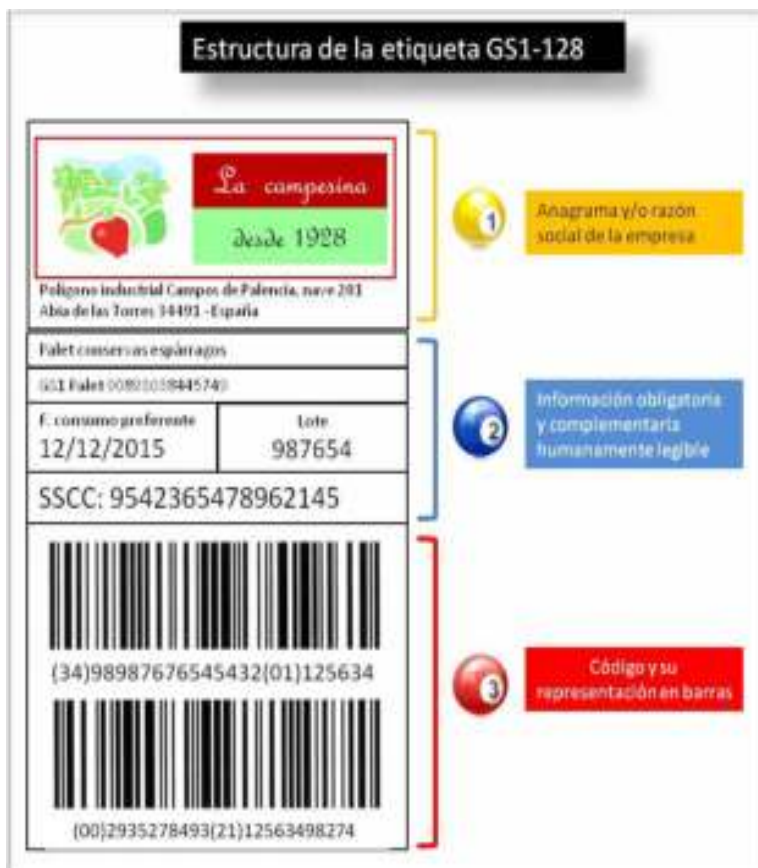 Estructura de la etiqueta GS1-128
La campesina
desde 1928
Polígono industrial Campos de Palencia, nave 201
Abia de las Torres 34491 - España
1
Anagrama y/o razón
social de la empresa
Palet conservas espárragos
GS1 Palet
F. consumo preferente
12/12/2015
Lote
987654
SSCC: 9542365478962145
2
Información obligatoria
y complementaria
humanamente legible
(34)98987676545432(01)125634
(00)2935278493(21)12563498274
3
Código y su
representación en barras